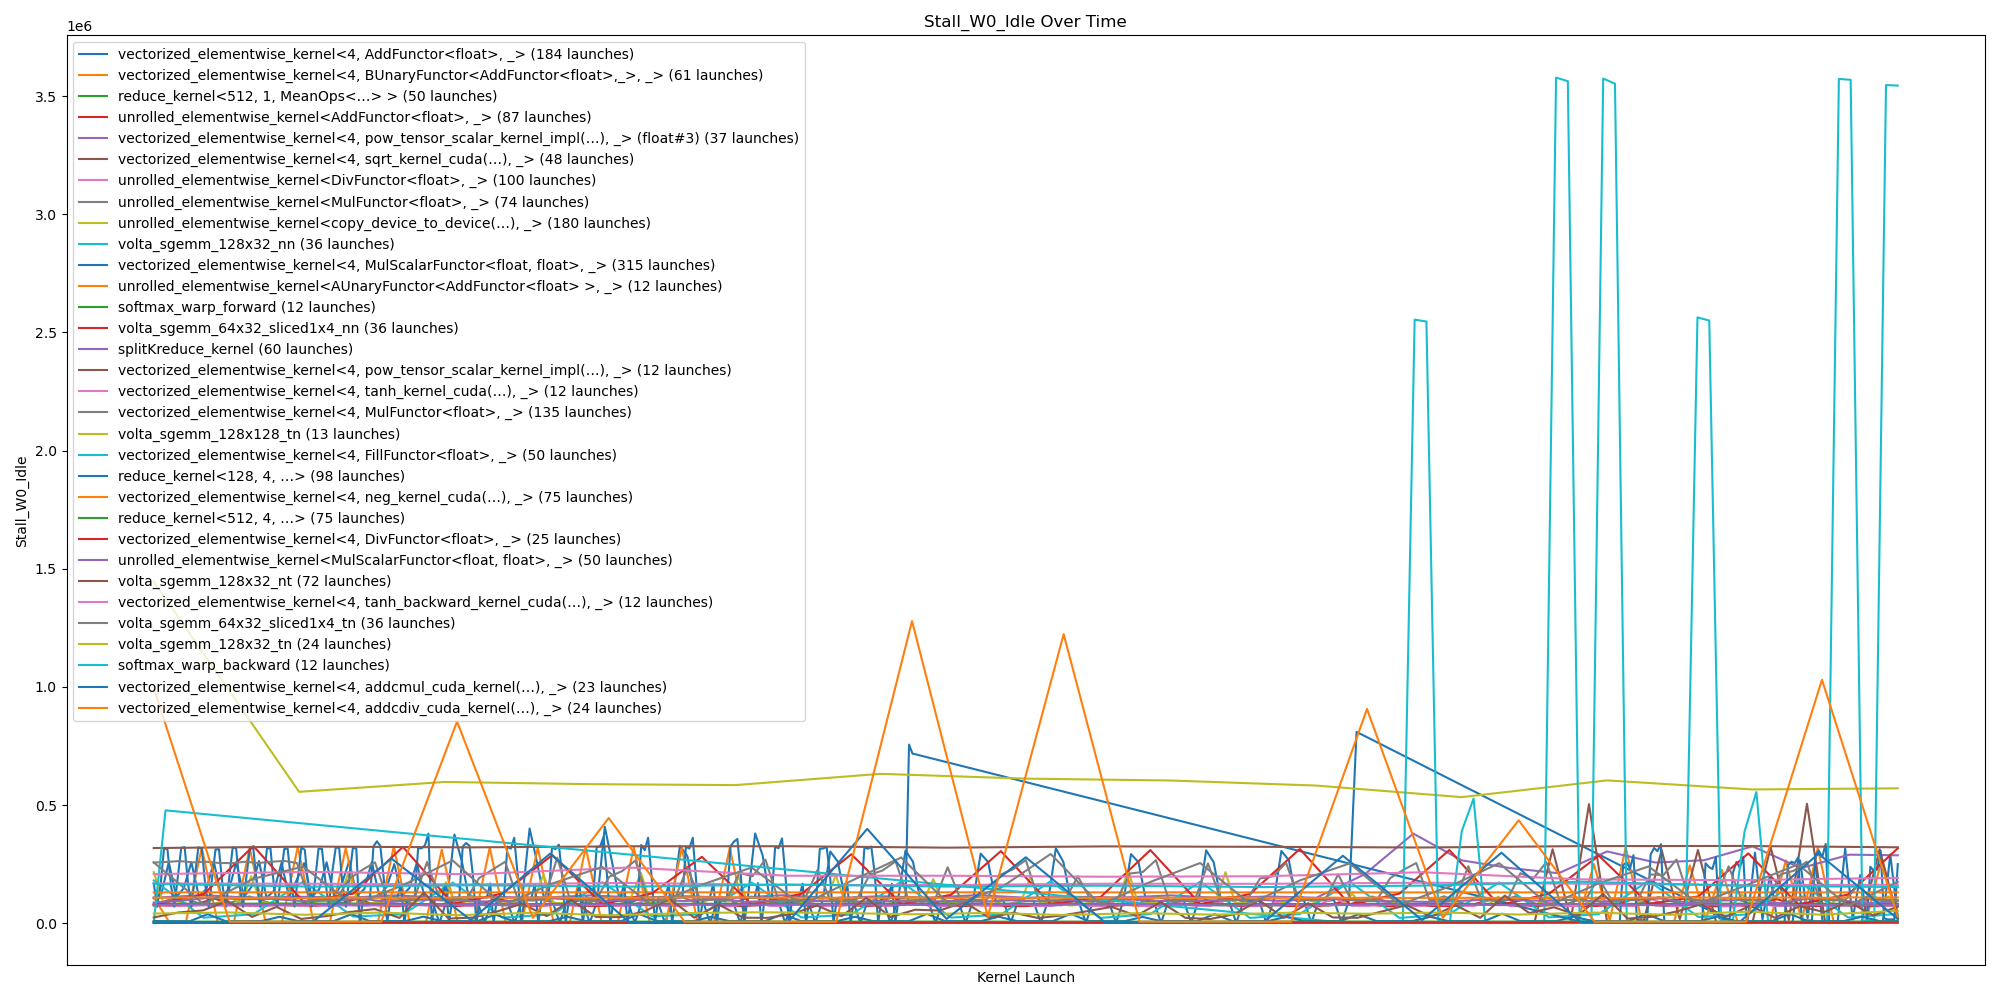 Stall_W0_Idle Over Time
1e6
vectorized_elementwise_kernel<4, AddFunctor<float>, _> (184 launches)
vectorized_elementwise_kernel<4, BUnaryFunctor<AddFunctor<float>,_>, _> (61 launches)
reduce_kernel<512, 1, MeanOps<...> > (50 launches)
unrolled_elementwise_kernel<AddFunctor<float>, _> (87 launches)
vectorized_elementwise_kernel<4, pow_tensor_scalar_kernel_impl(...), _> (float#3) (37 launches)
vectorized_elementwise_kernel<4, sqrt_kernel_cuda(...), _> (48 launches)
unrolled_elementwise_kernel<DivFunctor<float>, _> (100 launches)
unrolled_elementwise_kernel<MulFunctor<float>, _> (74 launches)
unrolled_elementwise_kernel<copy_device_to_device(...), _> (180 launches)
volta_sgemm_128x32_nn (36 launches)
vectorized_elementwise_kernel<4, MulScalarFunctor<float, float>, _> (315 launches)
unrolled_elementwise_kernel<AUnaryFunctor<AddFunctor<float> >, _> (12 launches)
softmax_warp_forward (12 launches)
volta_sgemm_64x32_sliced1x4_nn (36 launches)
splitKreduce_kernel (60 launches)
vectorized_elementwise_kernel<4, pow_tensor_scalar_kernel_impl(...), _> (12 launches)
vectorized_elementwise_kernel<4, tanh_kernel_cuda(...), _> (12 launches)
vectorized_elementwise_kernel<4, MulFunctor<float>, _> (135 launches)
volta_sgemm_128x128_tn (13 launches)
vectorized_elementwise_kernel<4, FillFunctor<float>, _> (50 launches)
reduce_kernel<128, 4, ...> (98 launches)
vectorized_elementwise_kernel<4, neg_kernel_cuda(...), _> (75 launches)
reduce_kernel<512, 4, ...> (75 launches)
vectorized_elementwise_kernel<4, DivFunctor<float>, _> (25 launches)
unrolled_elementwise_kernel<MulScalarFunctor<float, float>, _> (50 launches)
volta_sgemm_128x32_nt (72 launches)
vectorized_elementwise_kernel<4, tanh_backward_kernel_cuda(...), _> (12 launches)
volta_sgemm_64x32_sliced1x4_tn (36 launches)
volta_sgemm_128x32_tn (24 launches)
softmax_warp_backward (12 launches)
vectorized_elementwise_kernel<4, addcmul_cuda_kernel(...), _> (23 launches)
vectorized_elementwise_kernel<4, addcdiv_cuda_kernel(...), _> (24 launches)
3.5
3.0
2.5
2.0
1.5
1.0
0.5
0.0
Stall_W0_Idle
Kernel Launch